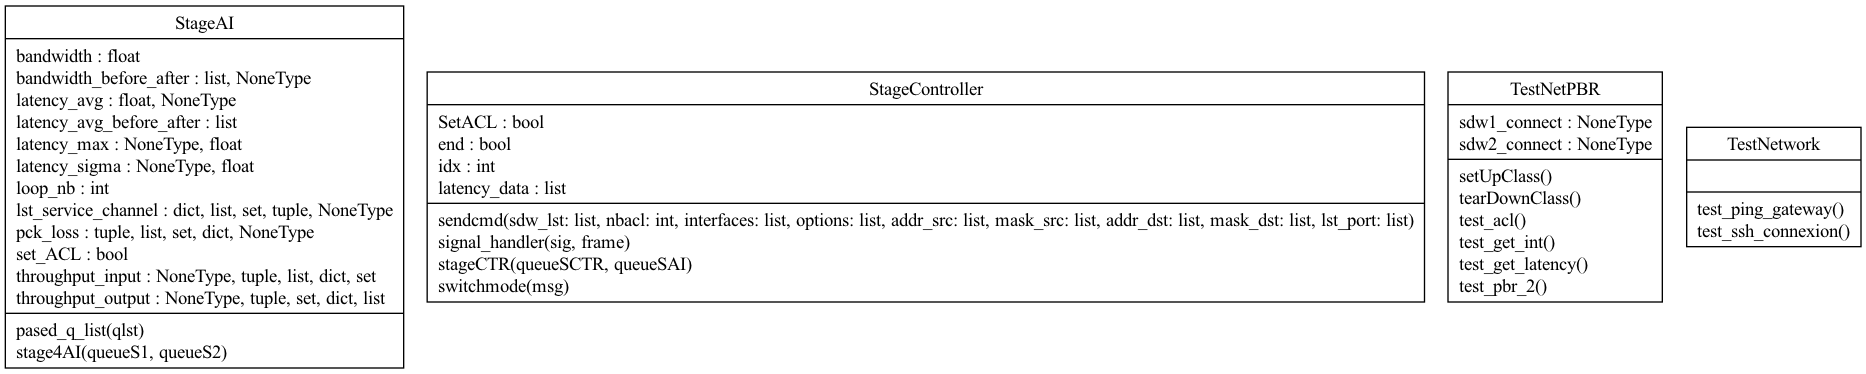 StageAI
bandwidth : float
bandwidth_before_after : list, NoneType
latency_avg : float, NoneType
latency_avg_before_after : list
latency_max : NoneType, float
latency_sigma : NoneType, float
loop_nb : int
lst_service_channel : dict, list, set, tuple, NoneType
pck_loss : tuple, list, set, dict, NoneType
set_ACL : bool
throughput_input : NoneType, tuple, list, dict, set
throughput_output : NoneType, tuple, set, dict, list
pased_q_list(qlst)
stage4AI(queueS1, queueS2)
StageController
SetACL : bool
end : bool
idx : int
latency_data : list
sendcmd(sdw_lst: list, nbacl: int, interfaces: list, options: list, addr_src: list, mask_src: list, addr_dst: list, mask_dst: list, lst_port: list)
signal_handler(sig, frame)
stageCTR(queueSCTR, queueSAI)
switchmode(msg)
TestNetPBR
sdw1_connect : NoneType
sdw2_connect : NoneType
setUpClass()
tearDownClass()
test_acl()
test_get_int()
test_get_latency()
test_pbr_2()
TestNetwork
test_ping_gateway()
test_ssh_connexion()